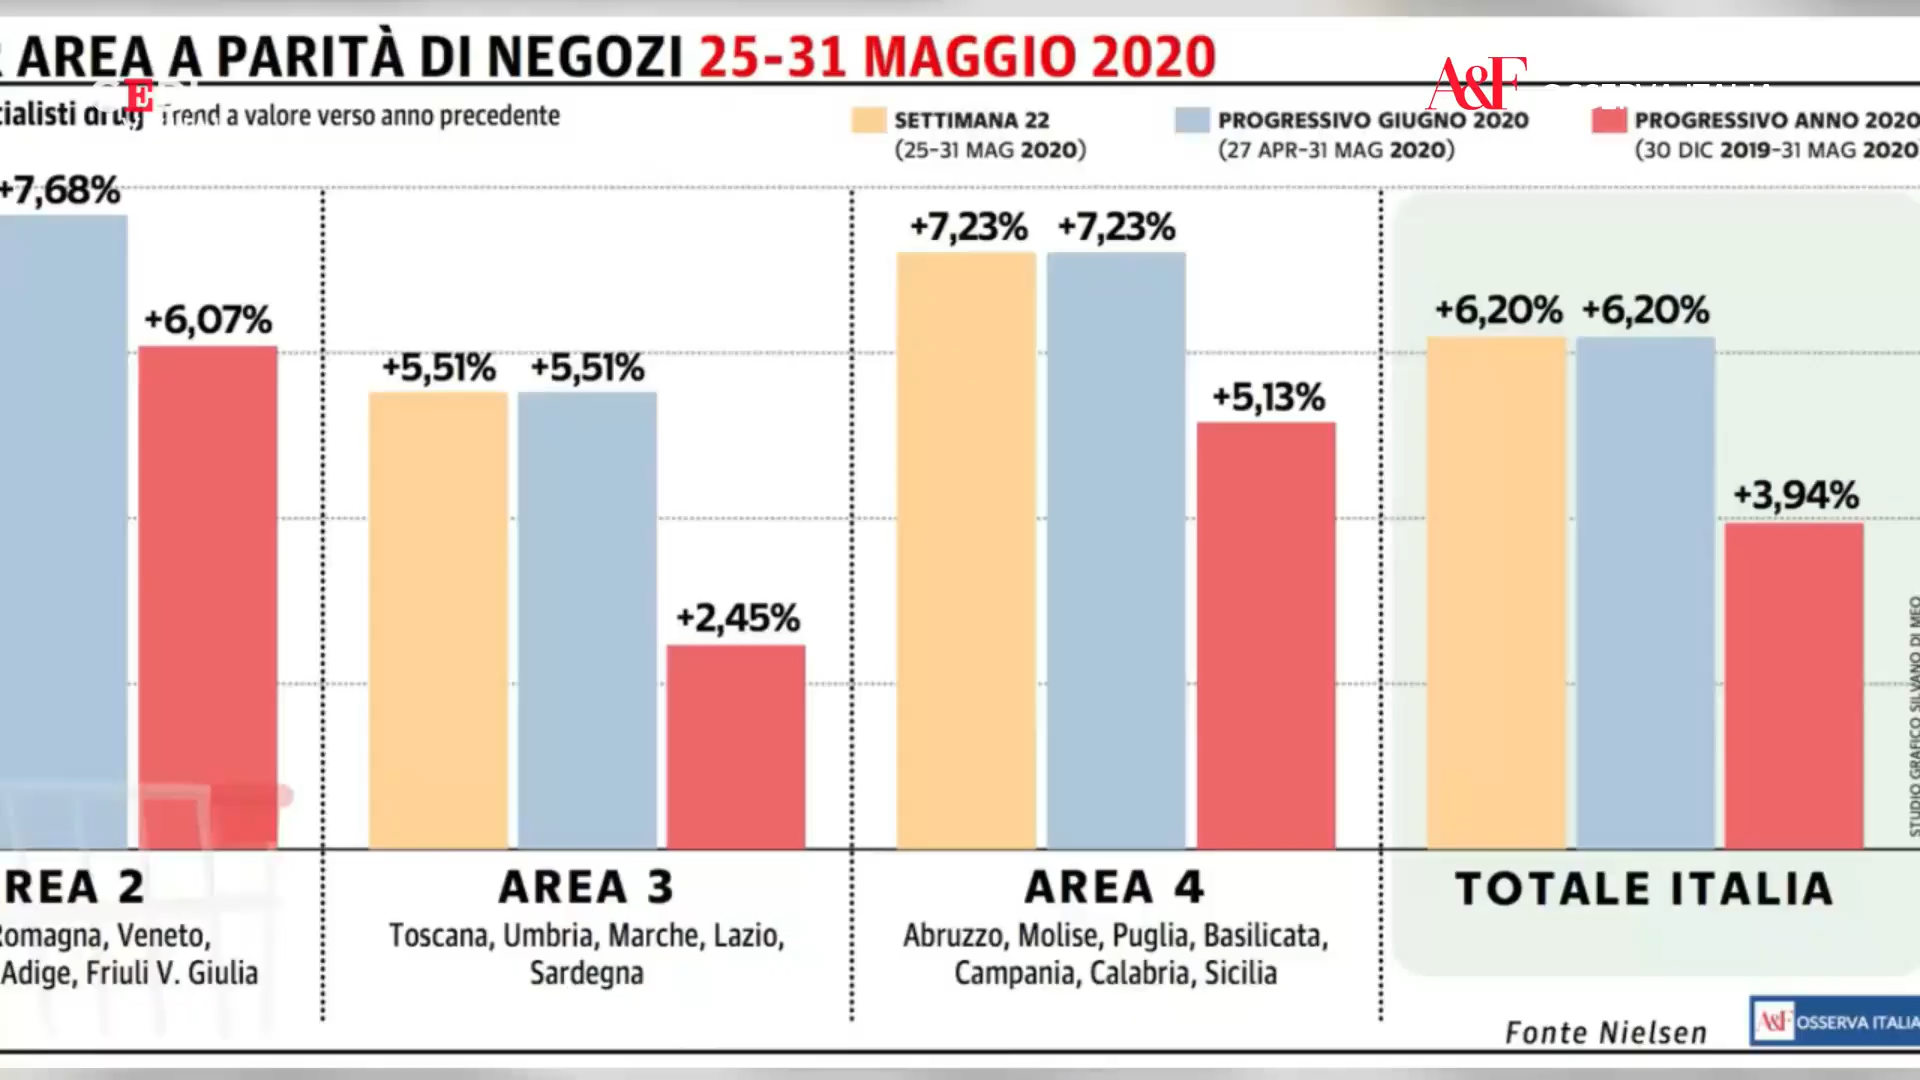 AREA A PARITÀ DI NEGOZI 25-31 MAGGIO 2020
A&F OSSERVA ITALIA
cialisti drug Trend a valore verso anno precedente
SETTIMANA 22
(25-31 MAG 2020)
PROGRESSIVO GIUGNO 2020
(27 APR-31 MAG 2020)
PROGRESSIVO ANNO 2020
(30 DIC 2019-31 MAG 2020
+7,68%
+6,07%
+5,51%
+5,51%
+2,45%
+7,23%
+7,23%
+5,13%
+6,20%
+6,20%
+3,94%
REA 2
Romagna, Veneto,
Adige, Friuli V. Giulia
AREA 3
Toscana, Umbria, Marche, Lazio,
Sardegna
AREA 4
Abruzzo, Molise, Puglia, Basilicata,
Campania, Calabria, Sicilia
TOTALE ITALIA
STUDIO GRAFICO SILVANO DI MEO
Fonte Nielsen
A&F OSSERVA ITALIA